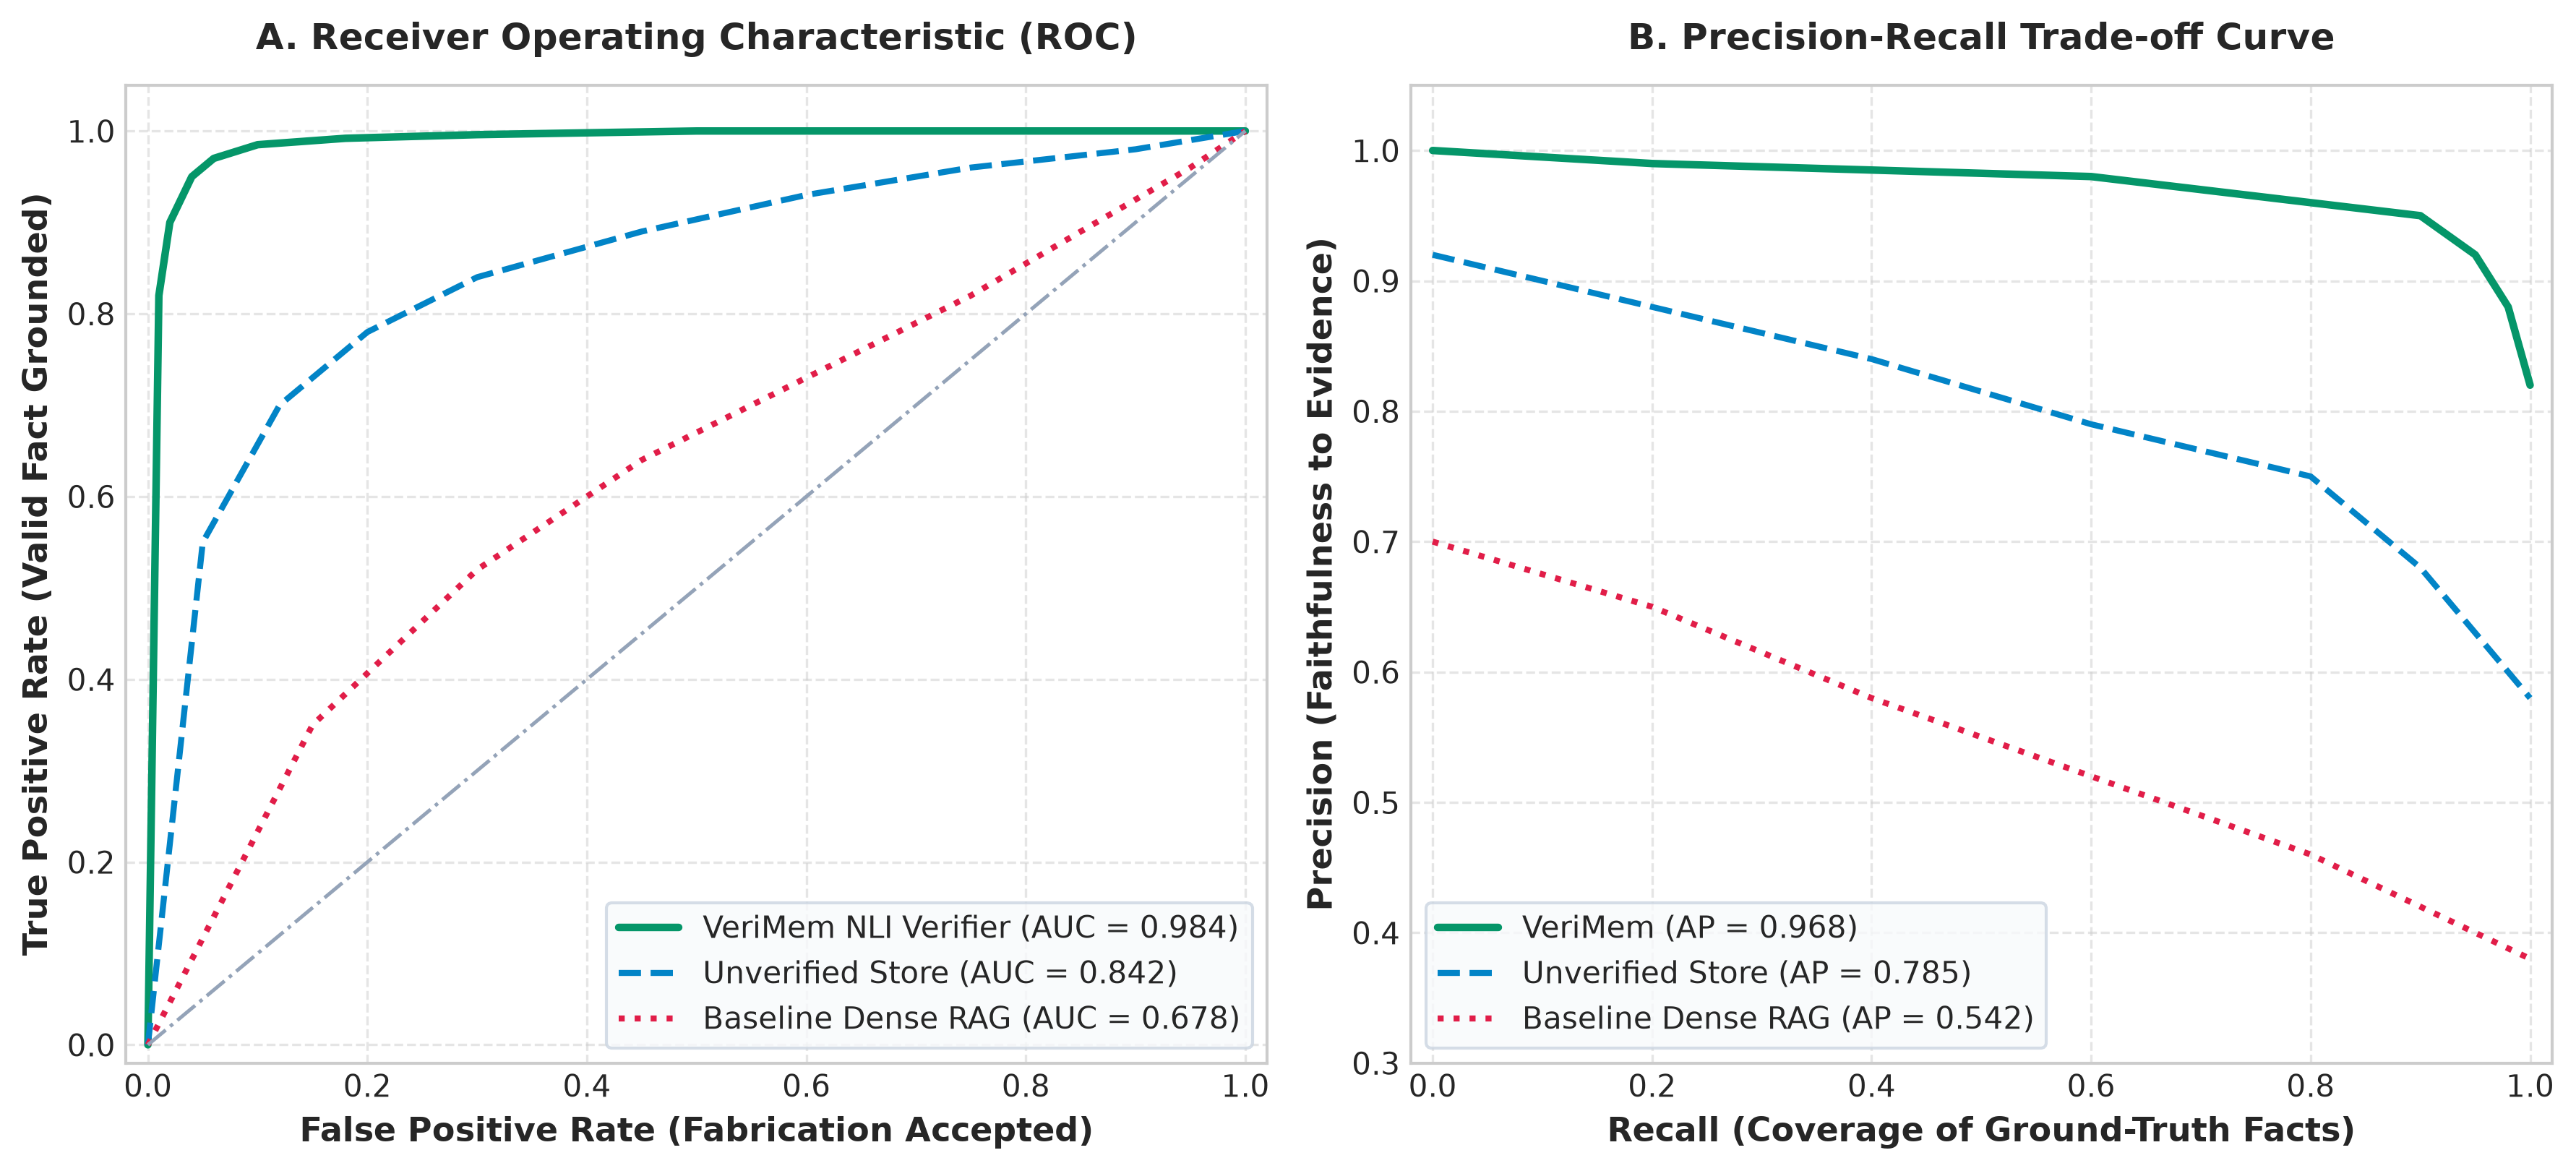 A. Receiver Operating Characteristic (ROC)
True Positive Rate (Valid Fact Grounded)
1.0
0.8
0.6
0.4
0.2
0.0
VeriMem NLI Verifier (AUC = 0.984)
Unverified Store (AUC = 0.842)
Baseline Dense RAG (AUC = 0.678)
0.0 0.2 0.4 0.6 0.8 1.0
False Positive Rate (Fabrication Accepted)
B. Precision-Recall Trade-off Curve
Precision (Faithfulness to Evidence)
1.0
0.9
0.8
0.7
0.6
0.5
0.4
0.3
VeriMem (AP = 0.968)
Unverified Store (AP = 0.785)
Baseline Dense RAG (AP = 0.542)
0.0 0.2 0.4 0.6 0.8 1.0
Recall (Coverage of Ground-Truth Facts)